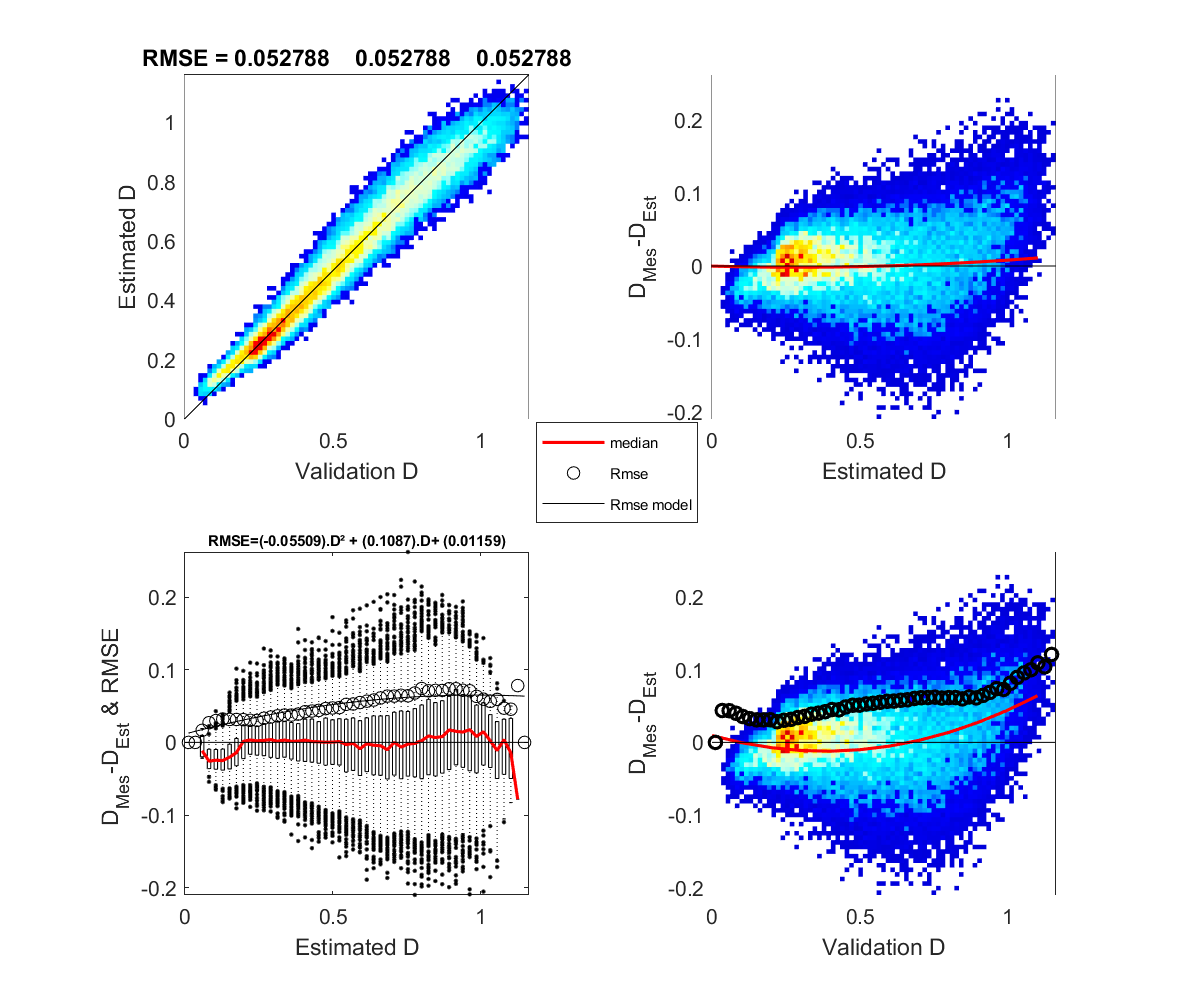 RMSE = 0.052788 0.052788 0.052788
1
0.8
0.6
0.4
0.2
0
Estimated D
0 0.5 1
Validation D
0.2
0.1
0
-0.1
-0.2
D_Mes-D_Est
0 0.5 1
Estimated D
median
Rmse
Rmse model
RMSE=(-0.05509).D² + (0.1087).D+ (0.01159)
0.2
0.1
0
-0.1
-0.2
D_Mes-D_Est & RMSE
0 0.5 1
Estimated D
0.2
0.1
0
-0.1
-0.2
D_Mes-D_Est
0 0.5 1
Validation D